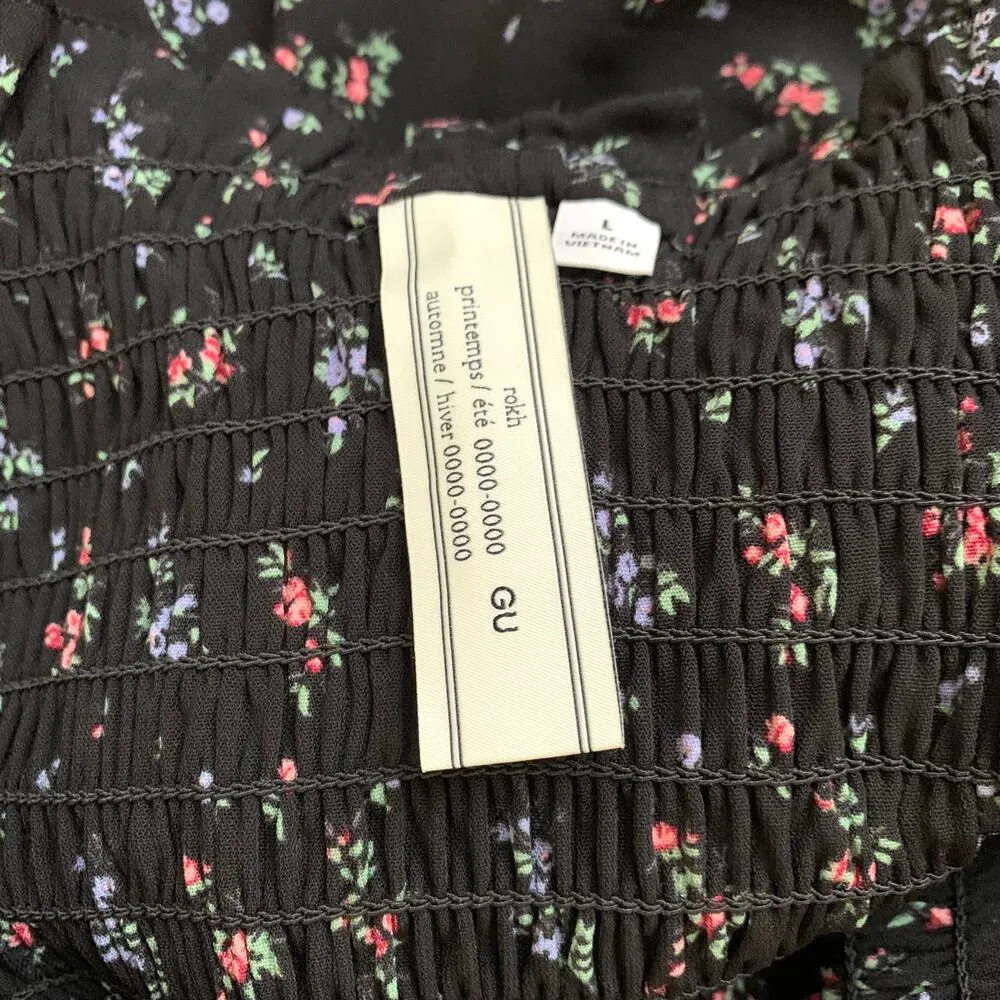 rokh
printemps / été 0000-0000
automne / hiver 0000-0000
GU
L
MADE IN
VIETNAM